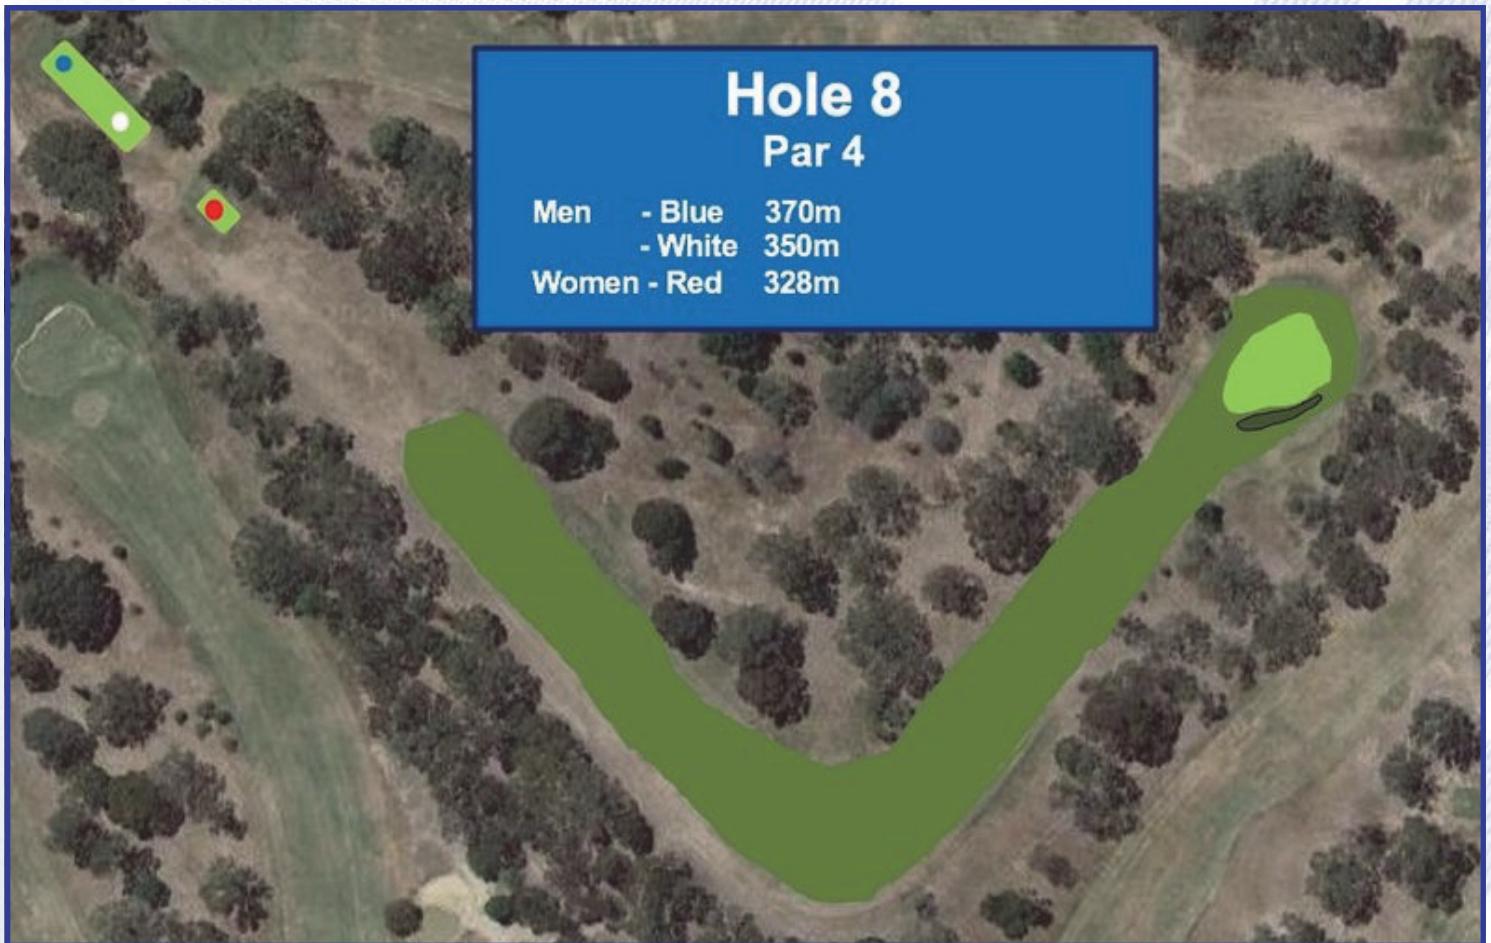 Hole 8
Par 4
Men - Blue 370m
- White 350m
Women - Red 328m